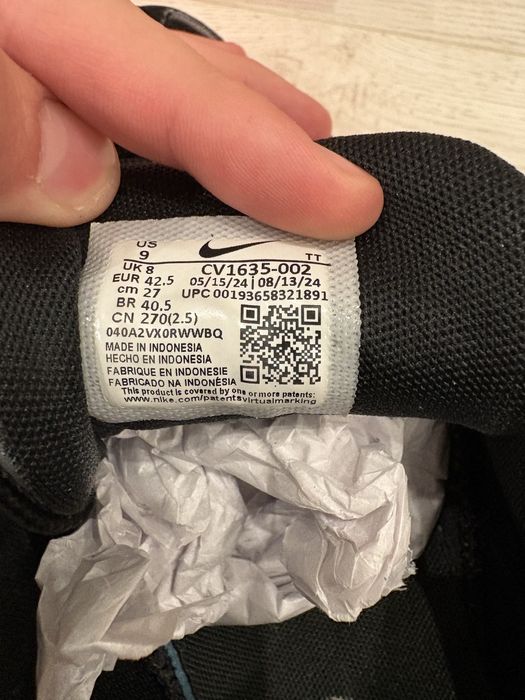 US
9
TT
UK 8
EUR 42.5
cm 27
BR 40.5
CN 270(2.5)
CV1635-002
05/15/24 | 08/13/24
UPC 00193658321891
040A2VX0RWWBQ
MADE IN INDONESIA
HECHO EN INDONESIA
FABRIQUE EN INDONESIE
FABRICADO NA INDONÉSIA
This product is covered by one or more patents:
www.nike.com/patentsvirtualmarking